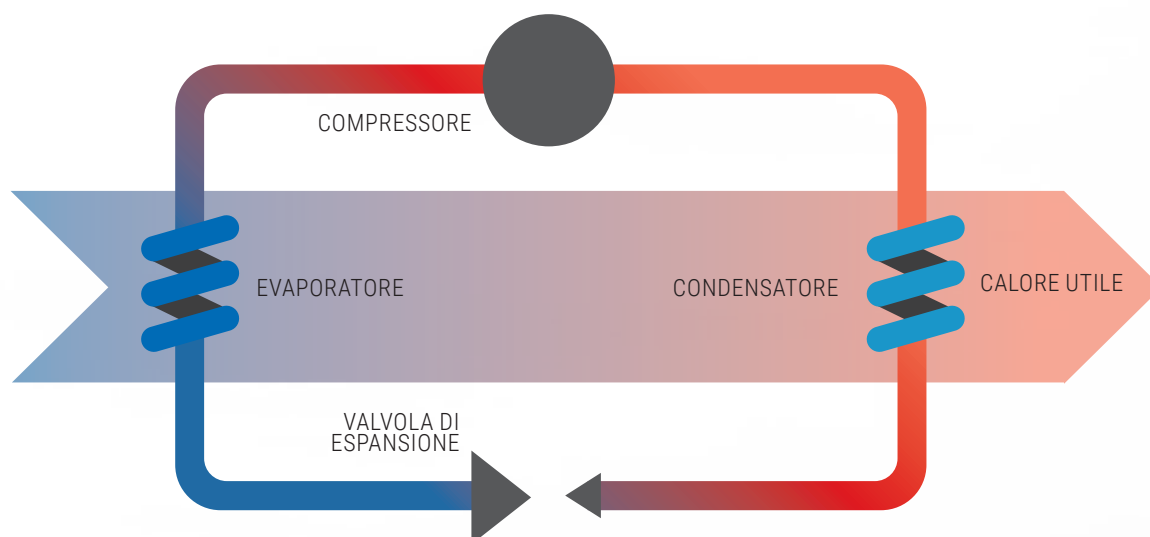 COMPRESSORE
EVAPORATORE
CONDENSATORE
CALORE UTILE
VALVOLA DI
ESPANSIONE